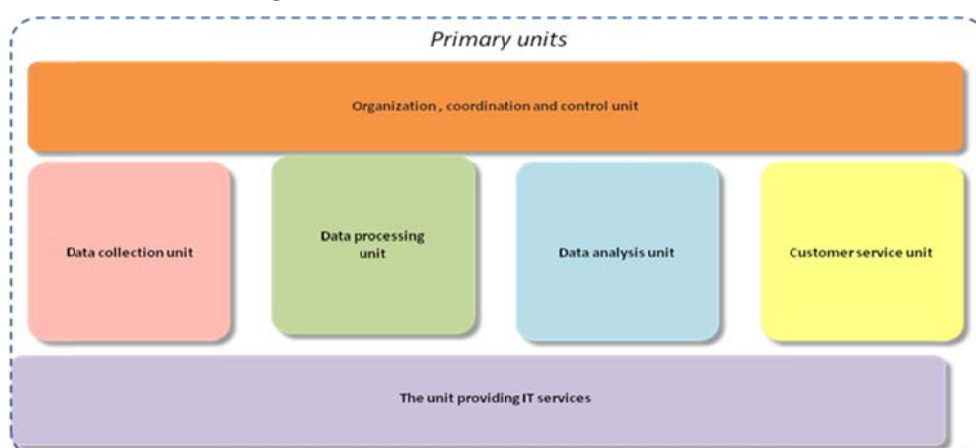 Primary units
Organization , coordination and control unit
Data collection unit
Data processing
unit
Data analysis unit
Customer service unit
The unit providing IT services